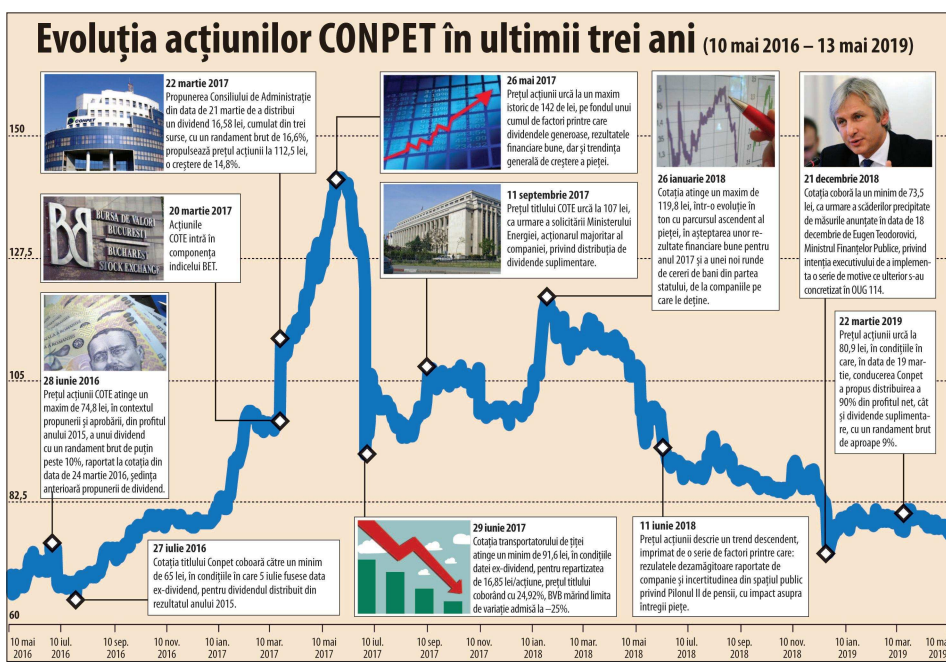 Evoluția acțiunilor CONPET în ultimii trei ani (10 mai 2016 – 13 mai 2019)
22 martie 2017
Propunerea Consiliului de Administrație
din data de 21 martie de a distribui
un dividend 16,58 lei, cumulat din trei
surse, cu un randament brut de 16,6%,
propulsează prețul acțiunii la 112,5 lei,
o creștere de 14,8%.
CONPET
26 mai 2017
Prețul acțiunii urcă la un maxim
istoric de 142 de lei, pe fondul unui
cumul de factori printre care
dividendele generoase, rezultatele
financiare bune, dar și trendința
generală de creștere a pieței.
26 ianuarie 2018
Cotația atinge un maxim de
119,8 lei, într-o evoluție în
ton cu parcursul ascendent al
pieței, în așteptarea unor re-
zultate financiare bune pentru
anul 2017 și a unei noi runde
de cereri de bani din partea
statului, de la companiile pe
care le deține.
21 decembrie 2018
Cotația coboră la un minim de 73,5
lei, ca urmare a scăderilor precipitate
de măsurile anunțate în data de 18
decembrie de Eugen Teodorovici,
Ministrul Finanțelor Publice, privind
intenția executivului de a implemen-
ta o serie de motive ce ulterior s-au
concretizat în OUG 114.
20 martie 2017
Acțiunile
COTE intră în
componența
indicelui BET.
BURSA DE VALORI
BUCUREȘTI
BUCHAREST
STOCK EXCHANGE
11 septembrie 2017
Prețul titlului COTE urcă la 107 lei,
ca urmare a solicitării Ministerului
Energiei, acționarul majoritar al
companiei, privind distribuția de
dividende suplimentare.
22 martie 2019
Prețul acțiunii urcă la
80,9 lei, în condițiile în
care, în data de 19 mar-
tie, conducerea Conpet
a propus distribuirea a
90% din profitul net, cât
și dividende suplimenta-
re, cu un randament brut
de aproape 9%.
28 iunie 2016
Prețul acțiunii COTE atinge un
maxim de 74,8 lei, în contextul
propunerii și aprobării, din profitul
anului 2015, a unui dividend
cu un randament brut de puțin
peste 10%, raportat la cotația din
data de 24 martie 2016, ședința
anterioară propunerii de dividend.
27 iulie 2016
Cotația titlului Conpet coboară către un minim
de 65 lei, în condițiile în care 5 iulie fusese data
ex-dividend, pentru dividendul distribuit din
rezultatul anului 2015.
29 iunie 2017
Cotația transportatorului de țiței
atinge un minim de 91,6 lei, în condițiile
datei ex-dividend, pentru repartizatea
de 16,85 lei/acțiune, prețul titlului
coborând cu 24,92%, BVB mărind limita
de variație admisă la –25%.
11 iunie 2018
Prețul acțiunii descrie un trend descendent,
imprimat de o serie de factori printre care:
rezulatele dezamăgitoare raportate de
companie și incertitudinea din spațiul public
privind Pilonul II de pensii, cu impact asupra
întregii piețe.
150
127,5
105
82,5
60
10 mai 2016
10 iul. 2016
10 sep. 2016
10 nov. 2016
10 ian. 2017
10 mar. 2017
10 mai 2017
10 iul. 2017
10 sep. 2017
10 nov. 2017
10 ian. 2018
10 mar. 2018
10 mai 2018
10 iul. 2018
10 sep. 2018
10 nov. 2018
10 ian. 2019
10 mar. 2019
10 ma
2019